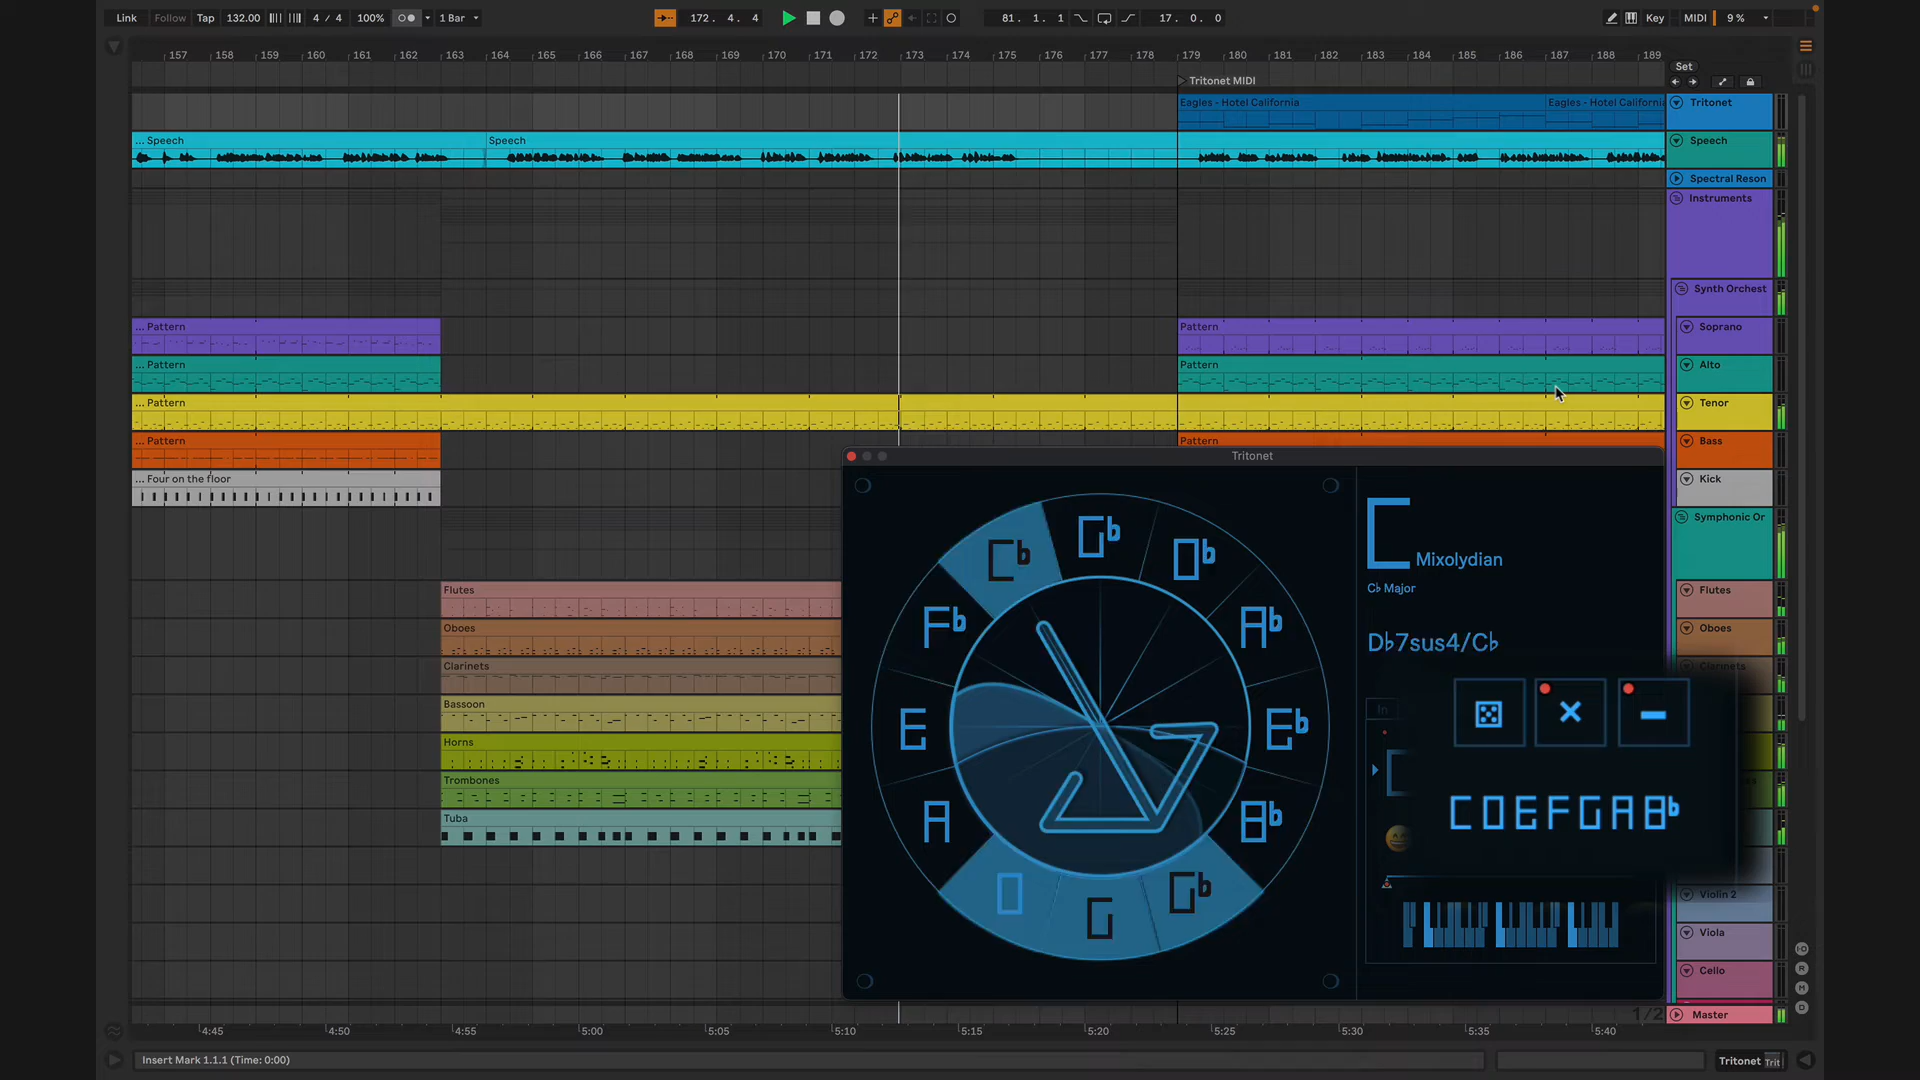 Link Follow Tap 132.00 4 / 4 100% 1 Bar 172. 4. 4 81. 1. 1 17. 0. 0 Key MIDI 9 %
157 158 159 160 161 162 163 164 165 166 167 168 169 170 171 172 173 174 175 176 177 178 179 180 181 182 183 184 185 186 187 188 189
Set
Tritonet MIDI
Eagles - Hotel California Eagles - Hotel California Tritonet
... Speech Speech Speech
Spectral Reson
Instruments
Synth Orchest
... Pattern Pattern Soprano
... Pattern Pattern Alto
... Pattern Tenor
... Pattern Pattern Bass
... Four on the floor Kick
Symphonic Or
Flutes Flutes
Oboes Oboes
Clarinets Clarinets
Bassoon
Horns
Trombones
Tuba
Violin 2
Viola
Cello
1/2 Master
Tritonet
C♭ G♭ D♭ A♭ E♭ B♭ G♭ G D A E F♭
C Mixolydian
C♭ Major
D♭7sus4/C♭
In
C D E F G A B♭
4:45 4:50 4:55 5:00 5:05 5:10 5:15 5:20 5:25 5:30 5:35 5:40
Insert Mark 1.1.1 (Time: 0:00) Tritonet Trit